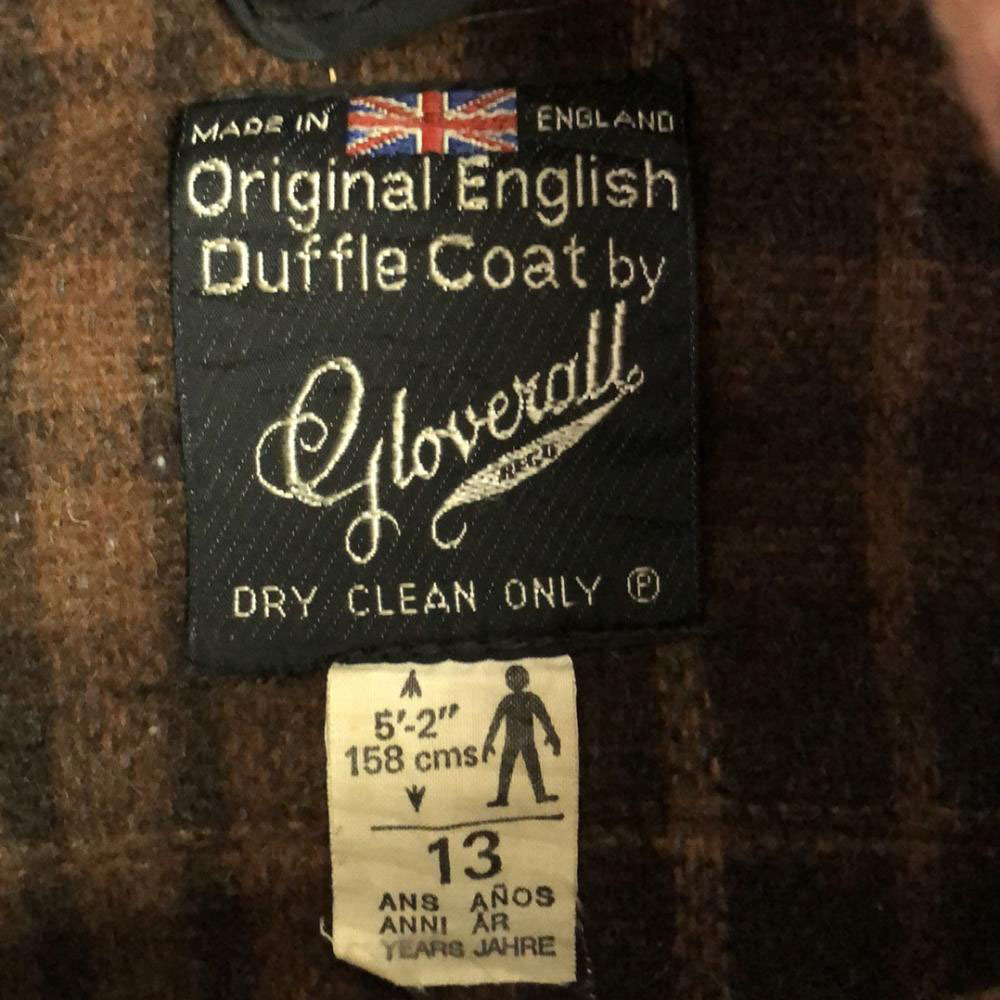 MADE IN ENGLAND
Original English
Duffle Coat by
Gloverall
REGD
DRY CLEAN ONLY Ⓟ
5'-2"
158 cms
13
ANS AÑOS
ANNI ÅR
YEARS JAHRE